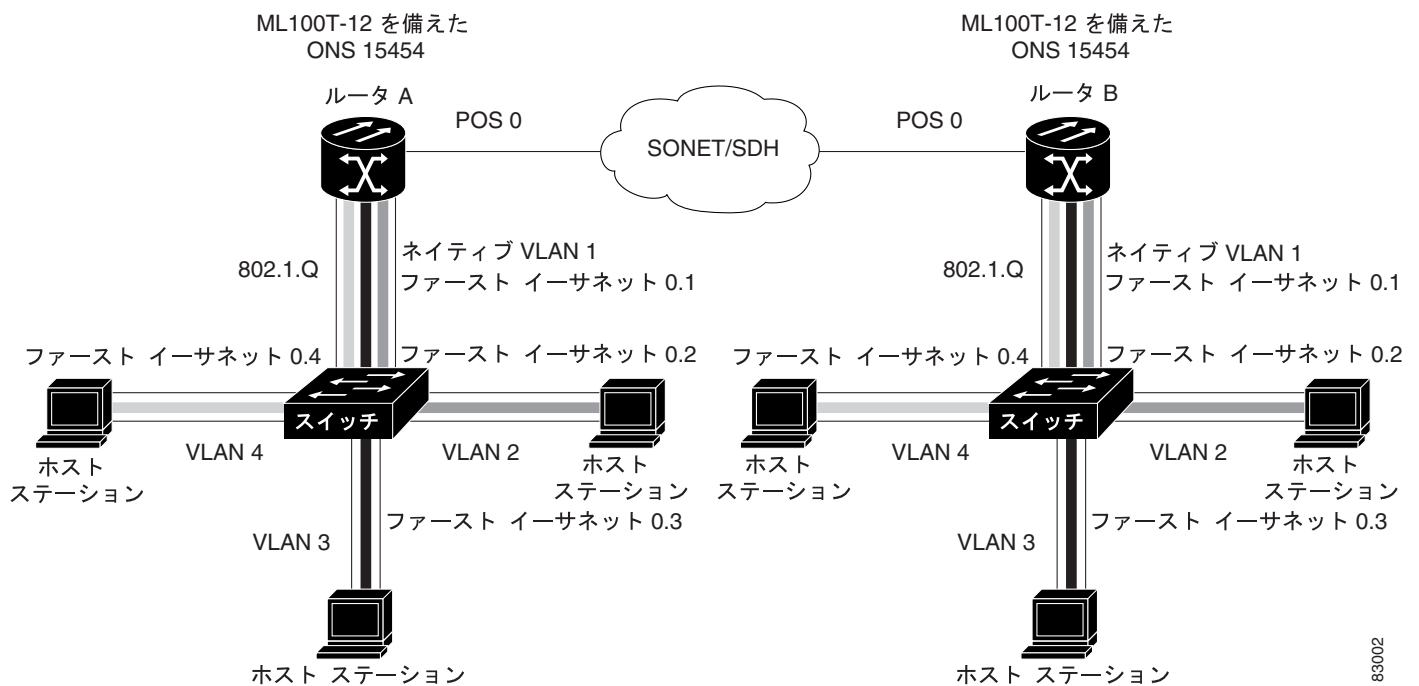 ML100T-12 を備えた
ONS 15454
ML100T-12 を備えた
ONS 15454
ルータ A
ルータ B
POS 0
SONET/SDH
POS 0
802.1.Q
ネイティブ VLAN 1
ファースト イーサネット 0.1
802.1.Q
ネイティブ VLAN 1
ファースト イーサネット 0.1
ファースト イーサネット 0.4
ファースト イーサネット 0.2
ファースト イーサネット 0.4
ファースト イーサネット 0.2
スイッチ
スイッチ
VLAN 4
VLAN 2
VLAN 4
VLAN 2
ホスト
ステーション
ホスト
ステーション
ホスト
ステーション
ホスト
ステーション
ファースト イーサネット 0.3
ファースト イーサネット 0.3
VLAN 3
VLAN 3
ホスト ステーション
ホスト ステーション
83002